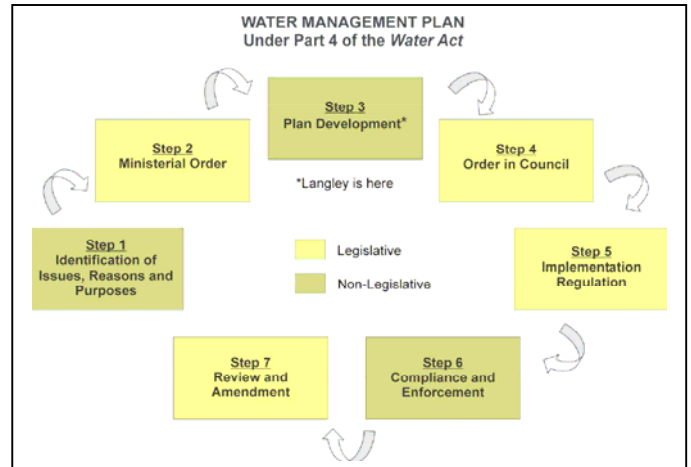 WATER MANAGEMENT PLAN
Under Part 4 of the Water Act
Step 3
Plan Development*
Step 2
Ministerial Order
Step 4
Order in Council
*Langley is here
Step 1
Identification of
Issues, Reasons and
Purposes
Legislative
Non-Legislative
Step 5
Implementation
Regulation
Step 7
Review and
Amendment
Step 6
Compliance and
Enforcement